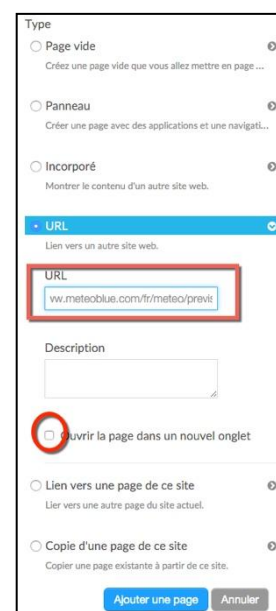 Type
Page vide
Créez une page vide que vous allez mettre en page ...
Panneau
Créer une page avec des applications et une navigati...
Incorporé
Montrer le contenu d'un autre site web.
URL
Lien vers un autre site web.
URL
vw.meteoblue.com/fr/meteo/previs
Description
Ouvrir la page dans un nouvel onglet
Lien vers une page de ce site
Lier vers une autre page du site actuel.
Copie d'une page de ce site
Copier une page existante à partir de ce site.
Ajouter une page Annuler